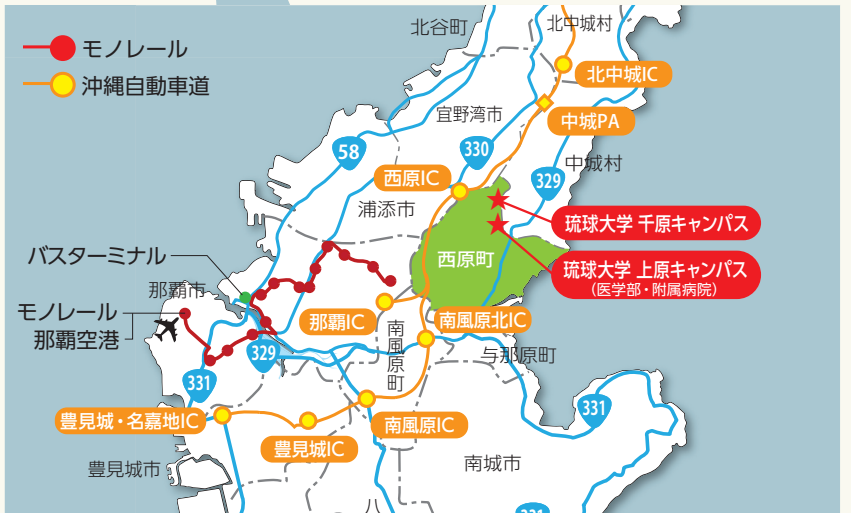 モノレール
沖縄自動車道
北谷町
北中城村
北中城IC
宜野湾市
中城PA
58
330
中城村
329
西原IC
浦添市
琉球大学 千原キャンパス
バスターミナル
西原町
琉球大学 上原キャンパス
(医学部・附属病院)
那覇市
モノレール
那覇空港
那覇IC
南風原町
南風原北IC
329
与那原町
331
331
豊見城・名嘉地IC
豊見城IC
南風原IC
豊見城市
南城市
八
331